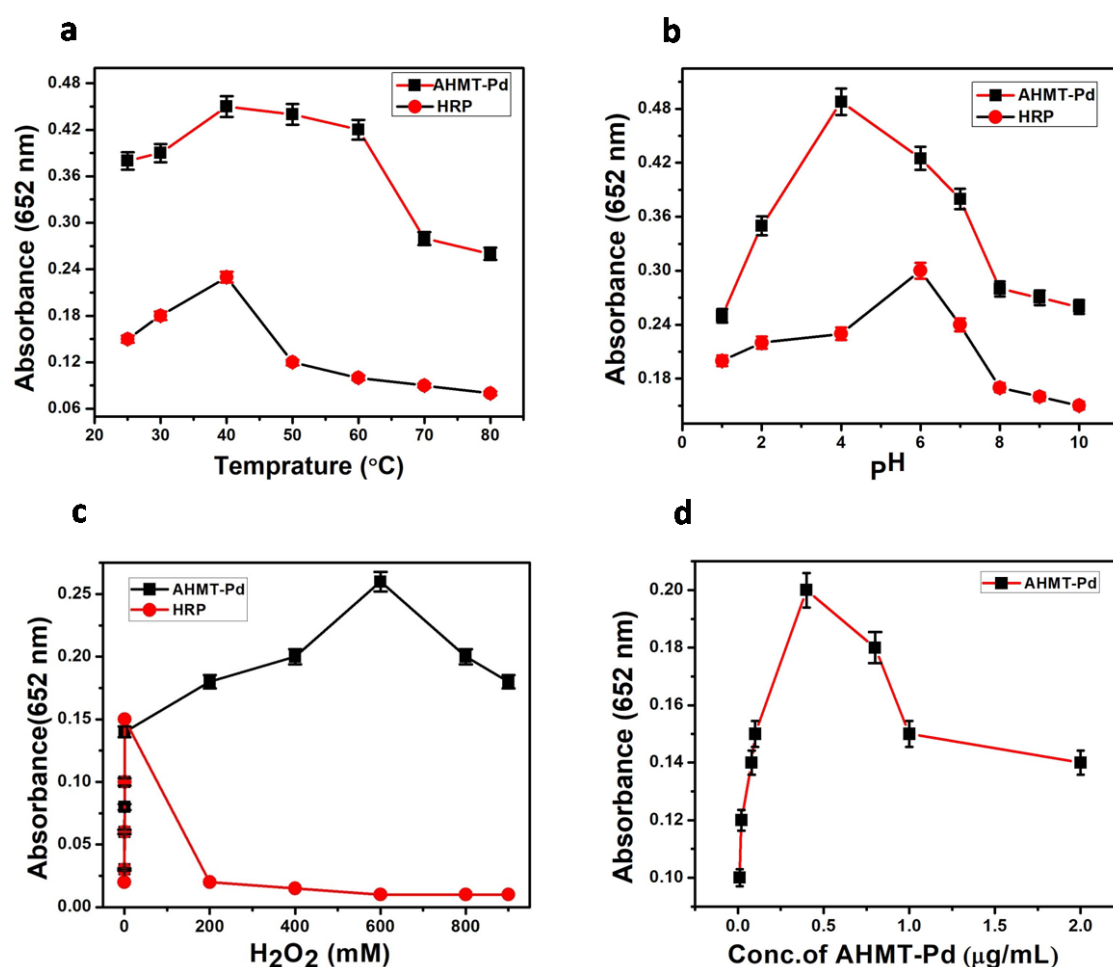 a
AHMT-Pd
HRP
0.48
0.42
0.36
0.30
0.24
0.18
0.12
0.06
Absorbance (652 nm)
20 30 40 50 60 70 80
Temprature (°C)
b
AHMT-Pd
HRP
0.48
0.42
0.36
0.30
0.24
0.18
Absorbance (652 nm)
0 2 4 6 8 10
PH
c
AHMT-Pd
HRP
0.25
0.20
0.15
0.10
0.05
0.00
Absorbance(652 nm)
0 200 400 600 800
H2O2 (mM)
d
AHMT-Pd
0.20
0.18
0.16
0.14
0.12
0.10
Absorbance (652 nm)
0.0 0.5 1.0 1.5 2.0
Conc.of AHMT-Pd (μg/mL)